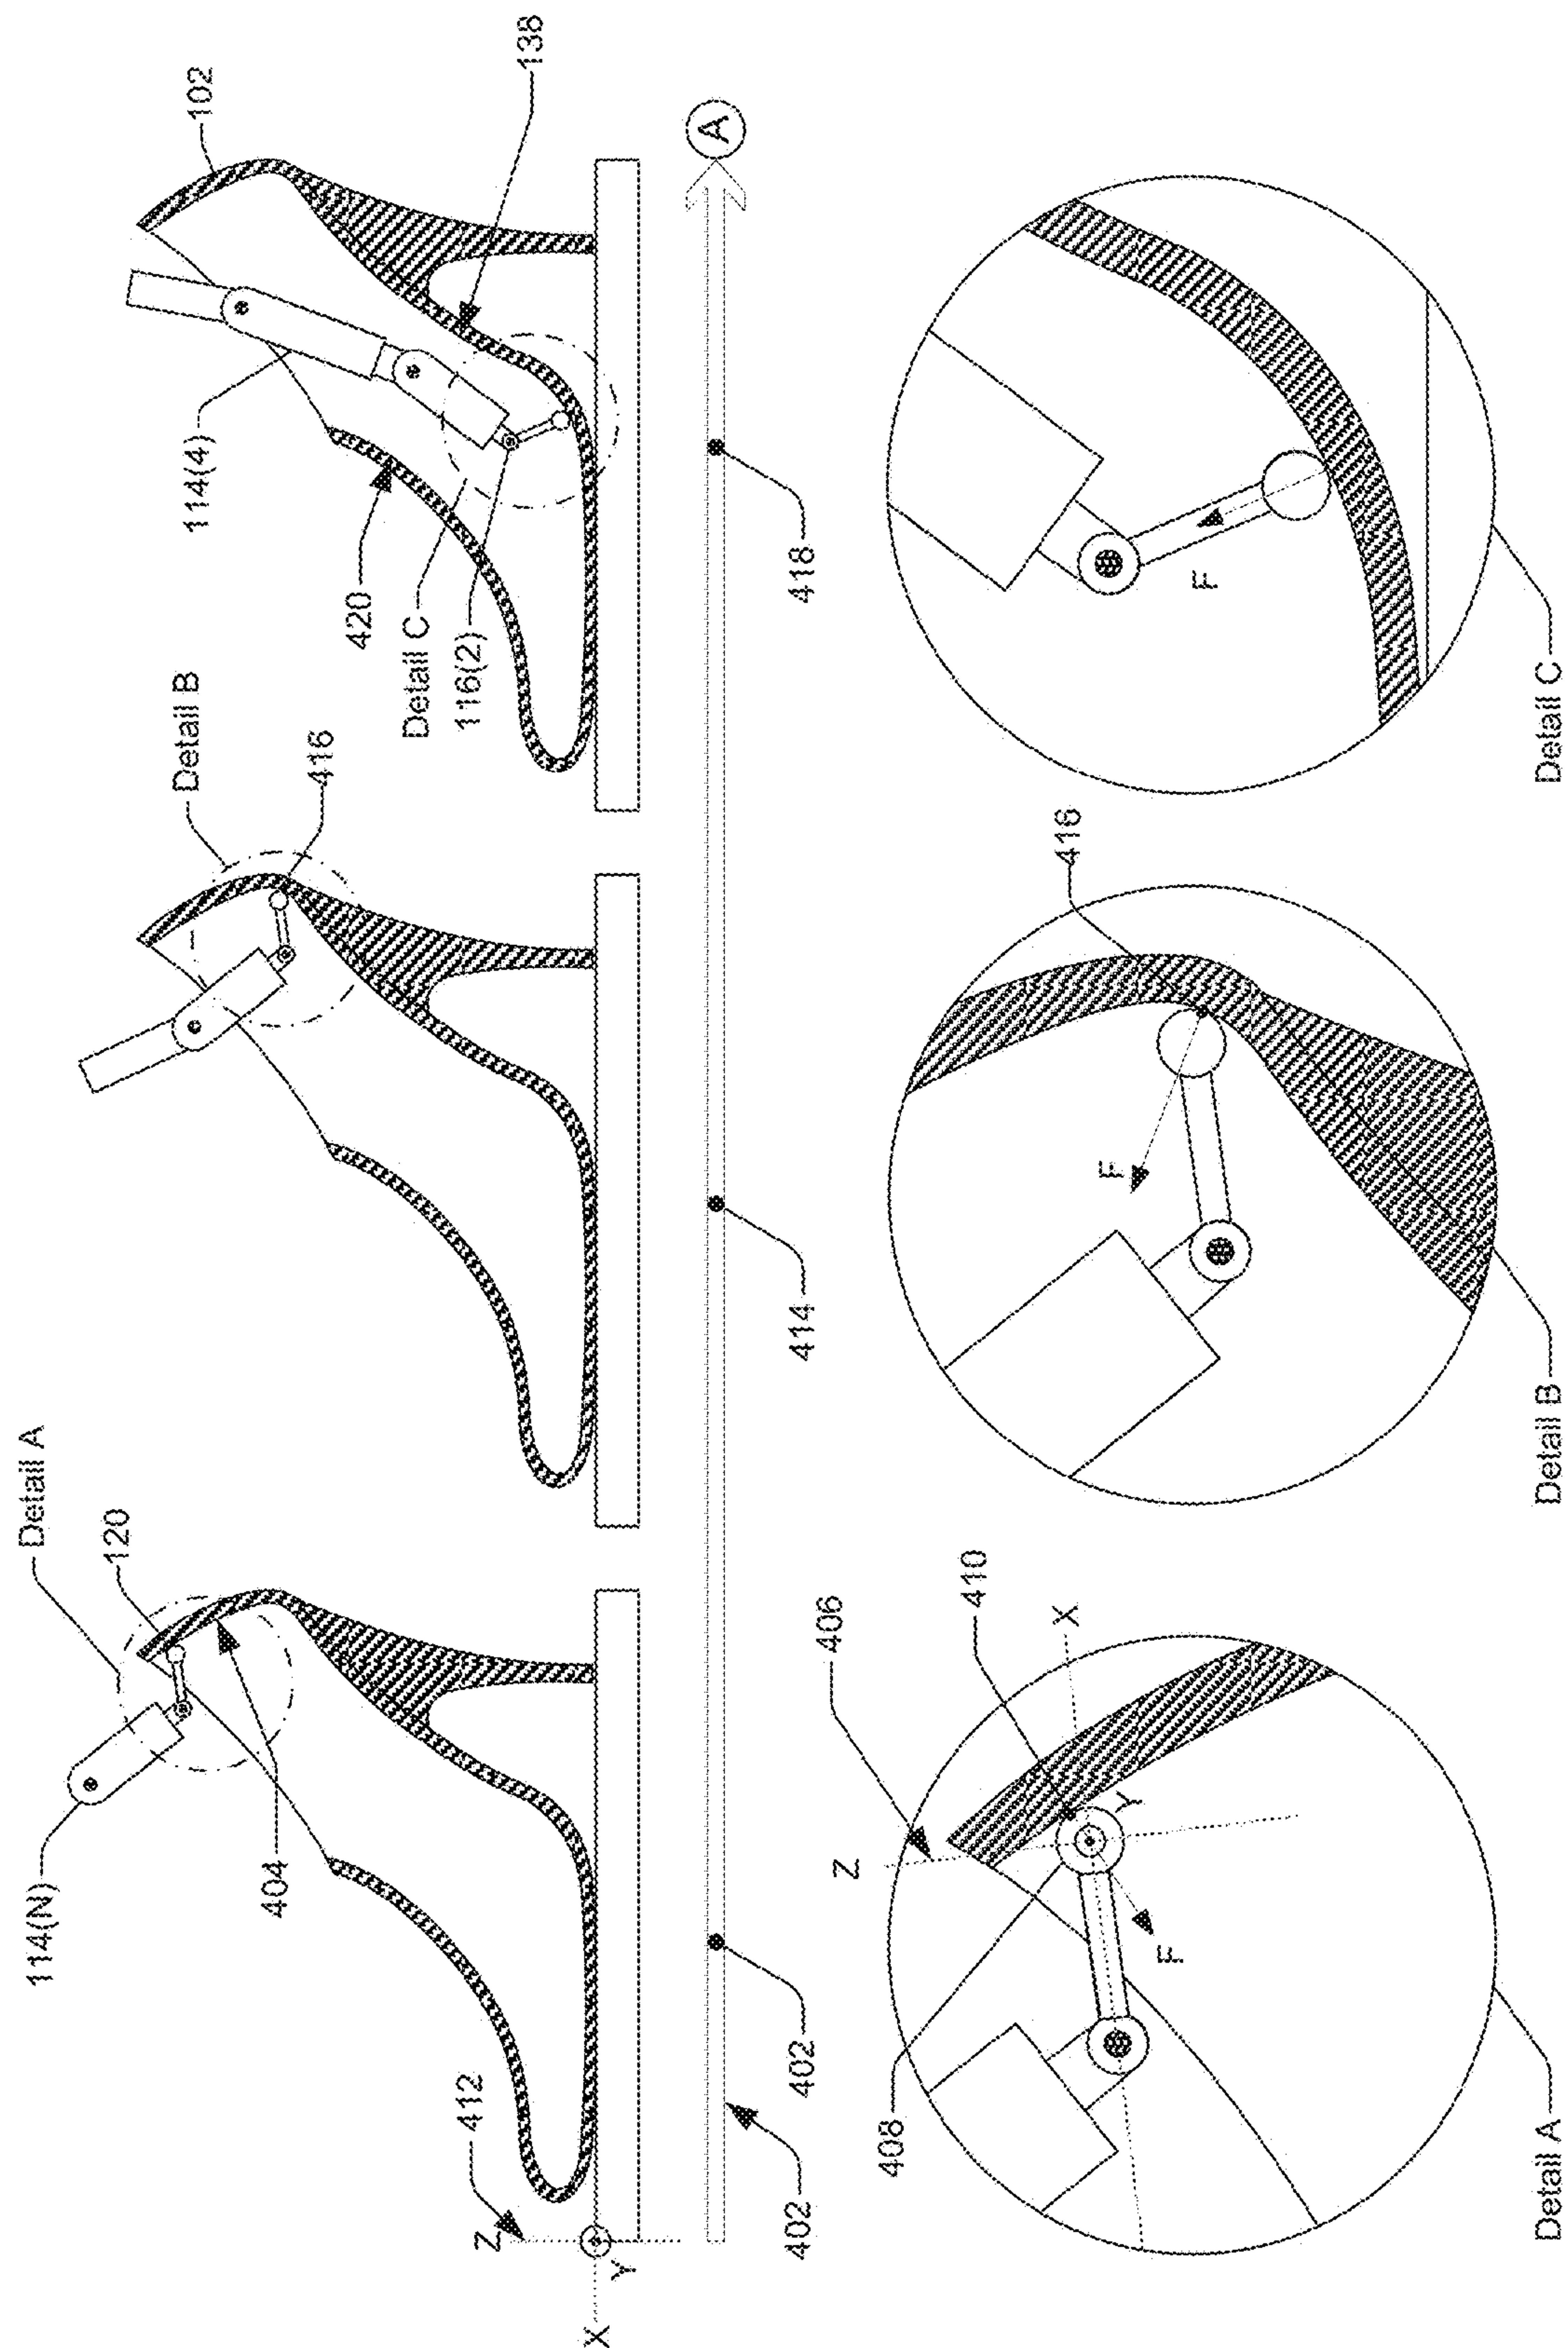 Detail A
114(N)
120
404
Z
412
X
Y
Detail B
416
114(4)
102
420
Detail C
116(2)
138
A
402
402
414
418
Z
406
408
410
X
Y
F
Detail A
416
F
Detail B
F
Detail C